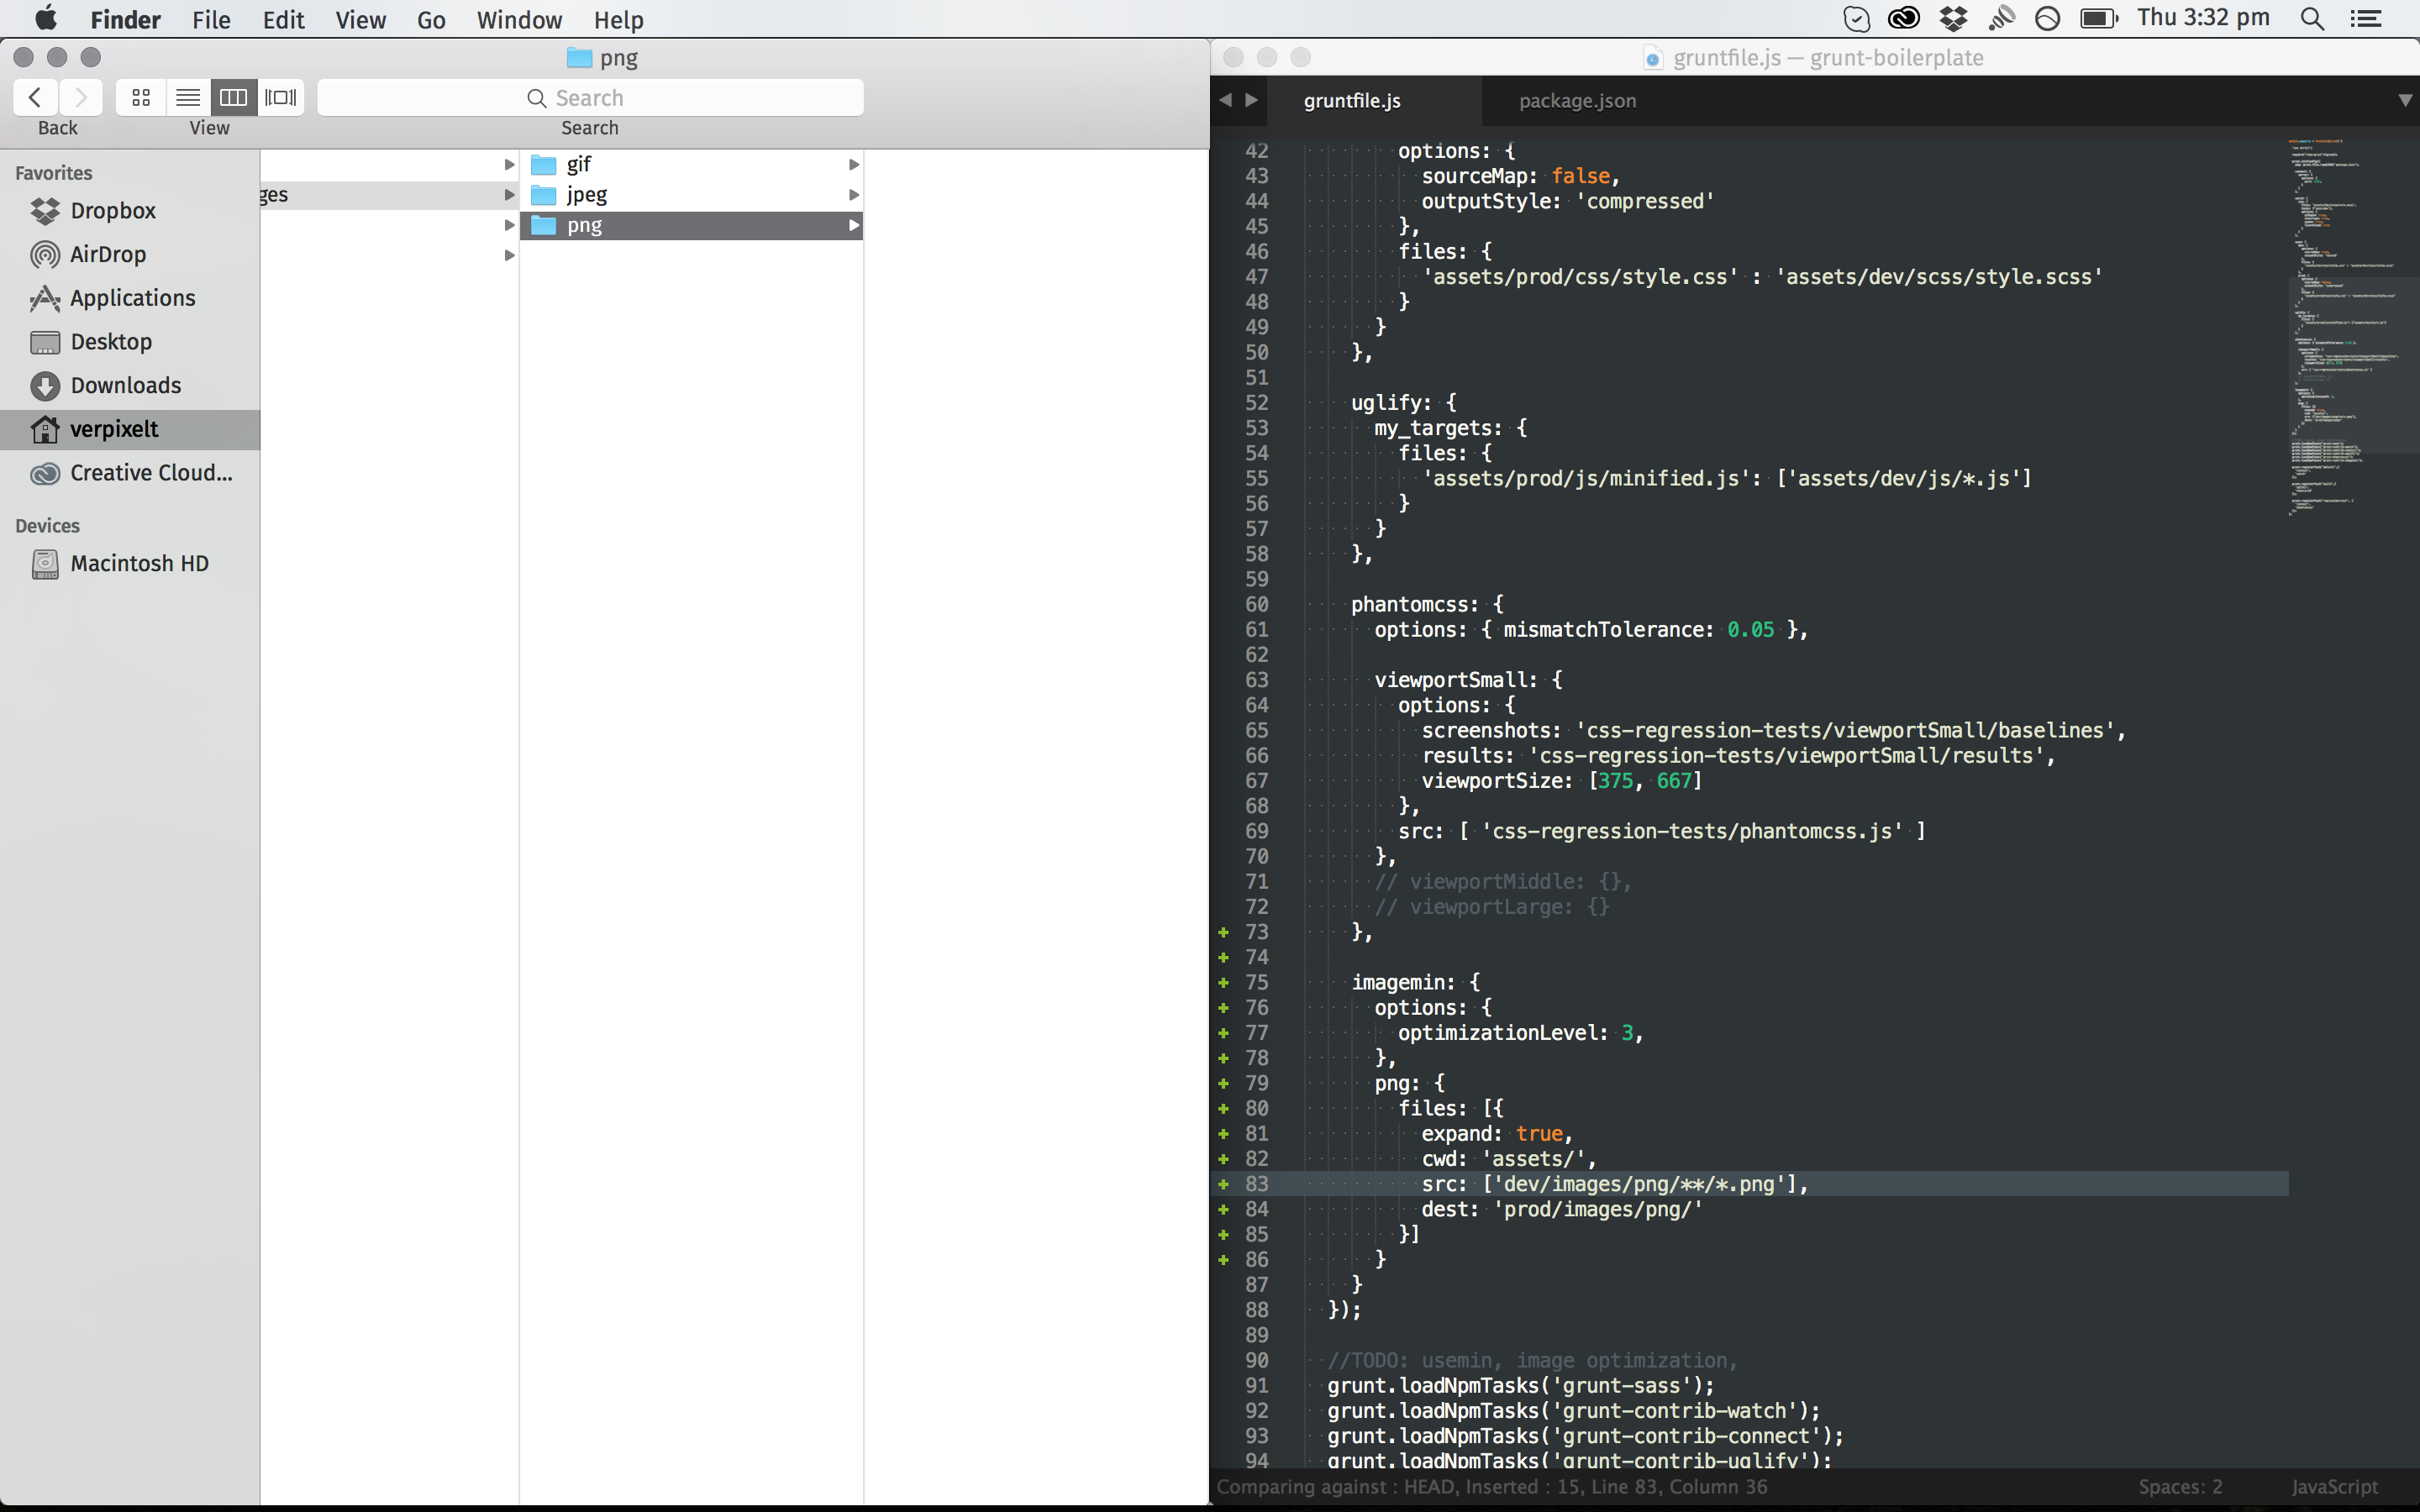 Finder File Edit View Go Window Help Thu 3:32 pm
png
Search
Back View Search
Favorites
Dropbox
AirDrop
Applications
Desktop
Downloads
verpixelt
Creative Cloud...
Devices
Macintosh HD
ges
gif
jpeg
png
gruntfile.js — grunt-boilerplate
gruntfile.js package.json
42 options: {
43 sourceMap: false,
44 outputStyle: 'compressed'
45 },
46 files: {
47 'assets/prod/css/style.css' : 'assets/dev/scss/style.scss'
48 }
49 }
50 },
51
52 uglify: {
53 my_targets: {
54 files: {
55 'assets/prod/js/minified.js': ['assets/dev/js/*.js']
56 }
57 }
58 },
59
60 phantomcss: {
61 options: { mismatchTolerance: 0.05 },
62
63 viewportSmall: {
64 options: {
65 screenshots: 'css-regression-tests/viewportSmall/baselines',
66 results: 'css-regression-tests/viewportSmall/results',
67 viewportSize: [375, 667]
68 },
69 src: [ 'css-regression-tests/phantomcss.js' ]
70 },
71 // viewportMiddle: {},
72 // viewportLarge: {}
73 },
74
75 imagemin: {
76 options: {
77 optimizationLevel: 3,
78 },
79 png: {
80 files: [{
81 expand: true,
82 cwd: 'assets/',
83 src: ['dev/images/png/**/*.png'],
84 dest: 'prod/images/png/'
85 }]
86 }
87 }
88 });
89
90 //TODO: usemin, image optimization,
91 grunt.loadNpmTasks('grunt-sass');
92 grunt.loadNpmTasks('grunt-contrib-watch');
93 grunt.loadNpmTasks('grunt-contrib-connect');
94 grunt.loadNpmTasks('grunt-contrib-uglify');
Comparing against : HEAD, Inserted : 15, Line 83, Column 36 Spaces: 2 JavaScript